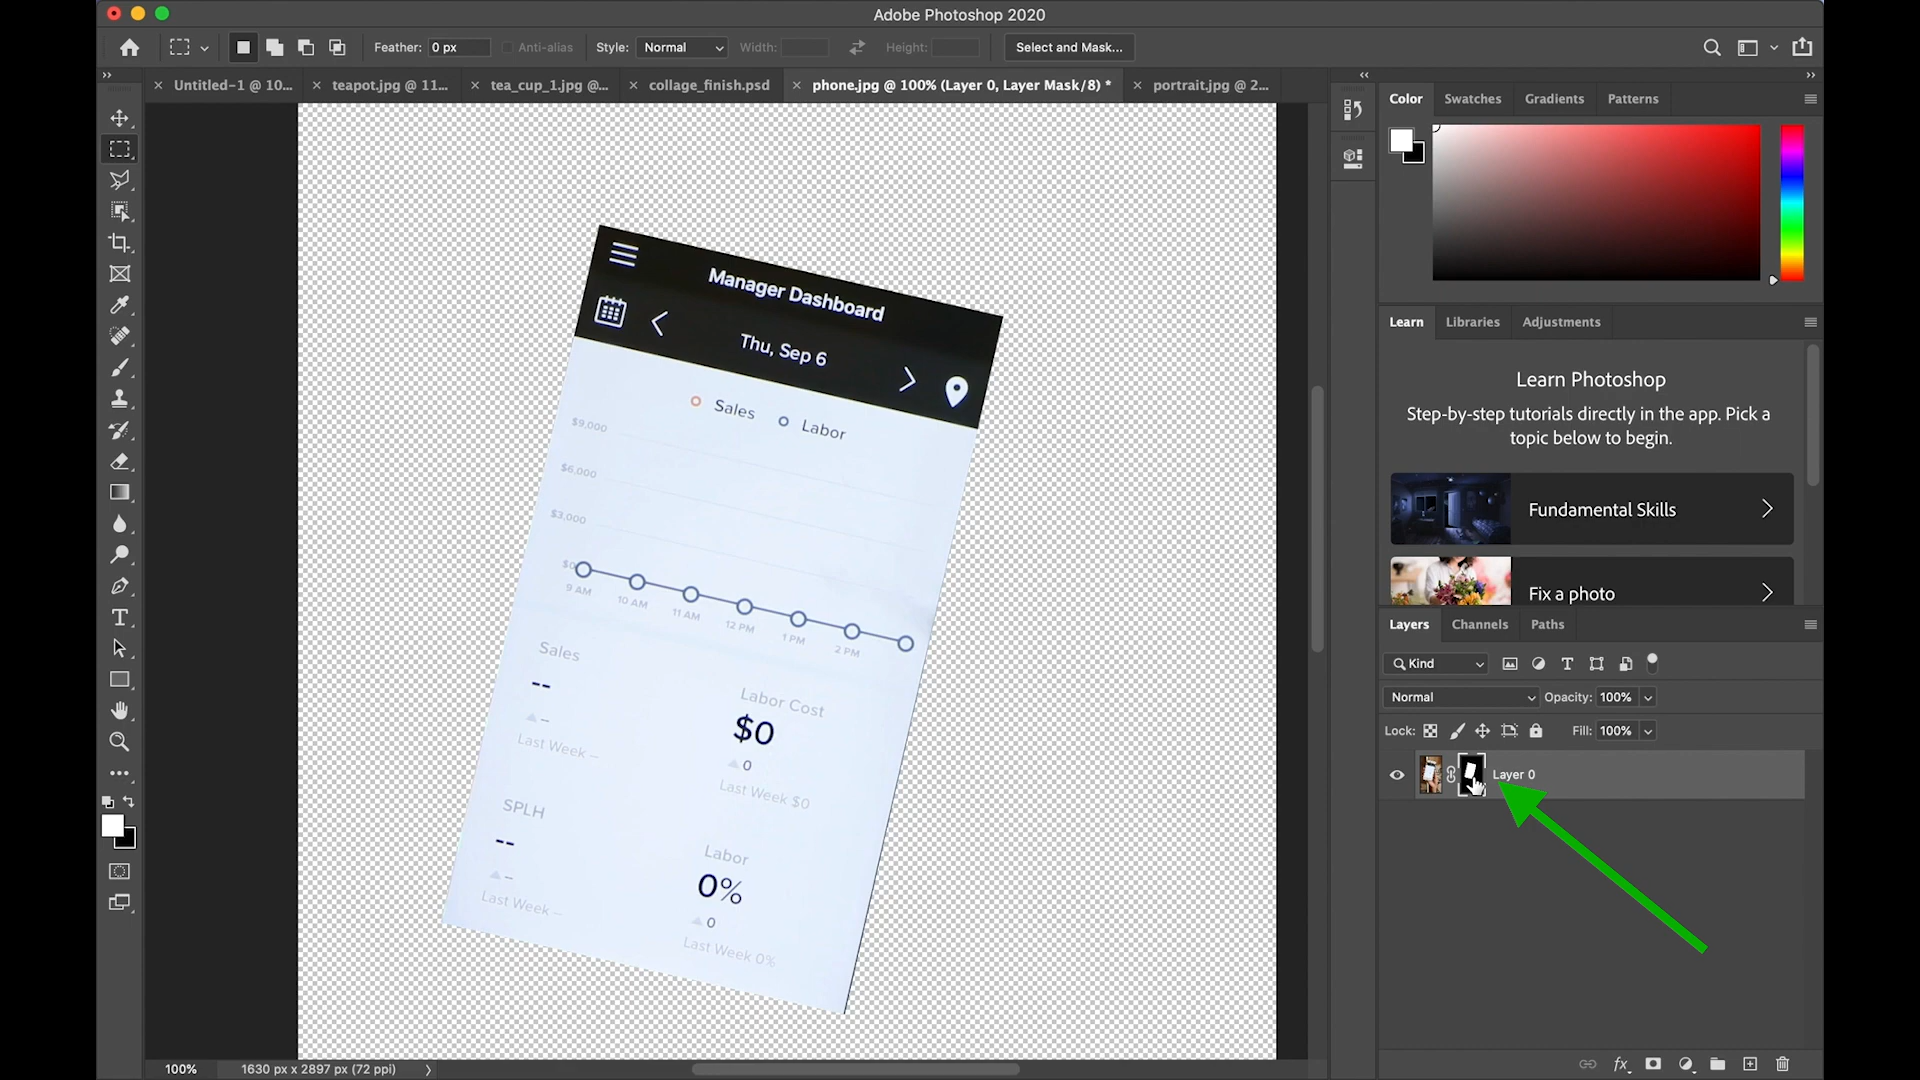 Adobe Photoshop 2020
Feather: 0 px Anti-alias Style: Normal Width: Height: Select and Mask...
Untitled-1 @ 10... teapot.jpg @ 11... tea_cup_1.jpg @... collage_finish.psd phone.jpg @ 100% (Layer 0, Layer Mask/8) * portrait.jpg @ 2...
Color Swatches Gradients Patterns
Manager Dashboard
Thu, Sep 6
Sales Labor
$9,000
$6,000
$3,000
$0
9 AM 10 AM 11 AM 12 PM 1 PM 2 PM
Sales
--
–
Last Week –
Labor Cost
$0
0
Last Week $0
SPLH
--
–
Last Week –
Labor
0%
0
Last Week 0%
Learn Libraries Adjustments
Learn Photoshop
Step-by-step tutorials directly in the app. Pick a
topic below to begin.
Fundamental Skills
Fix a photo
Layers Channels Paths
Kind
Normal Opacity: 100%
Lock: Fill: 100%
Layer 0
fx
100% 1630 px x 2897 px (72 ppi)